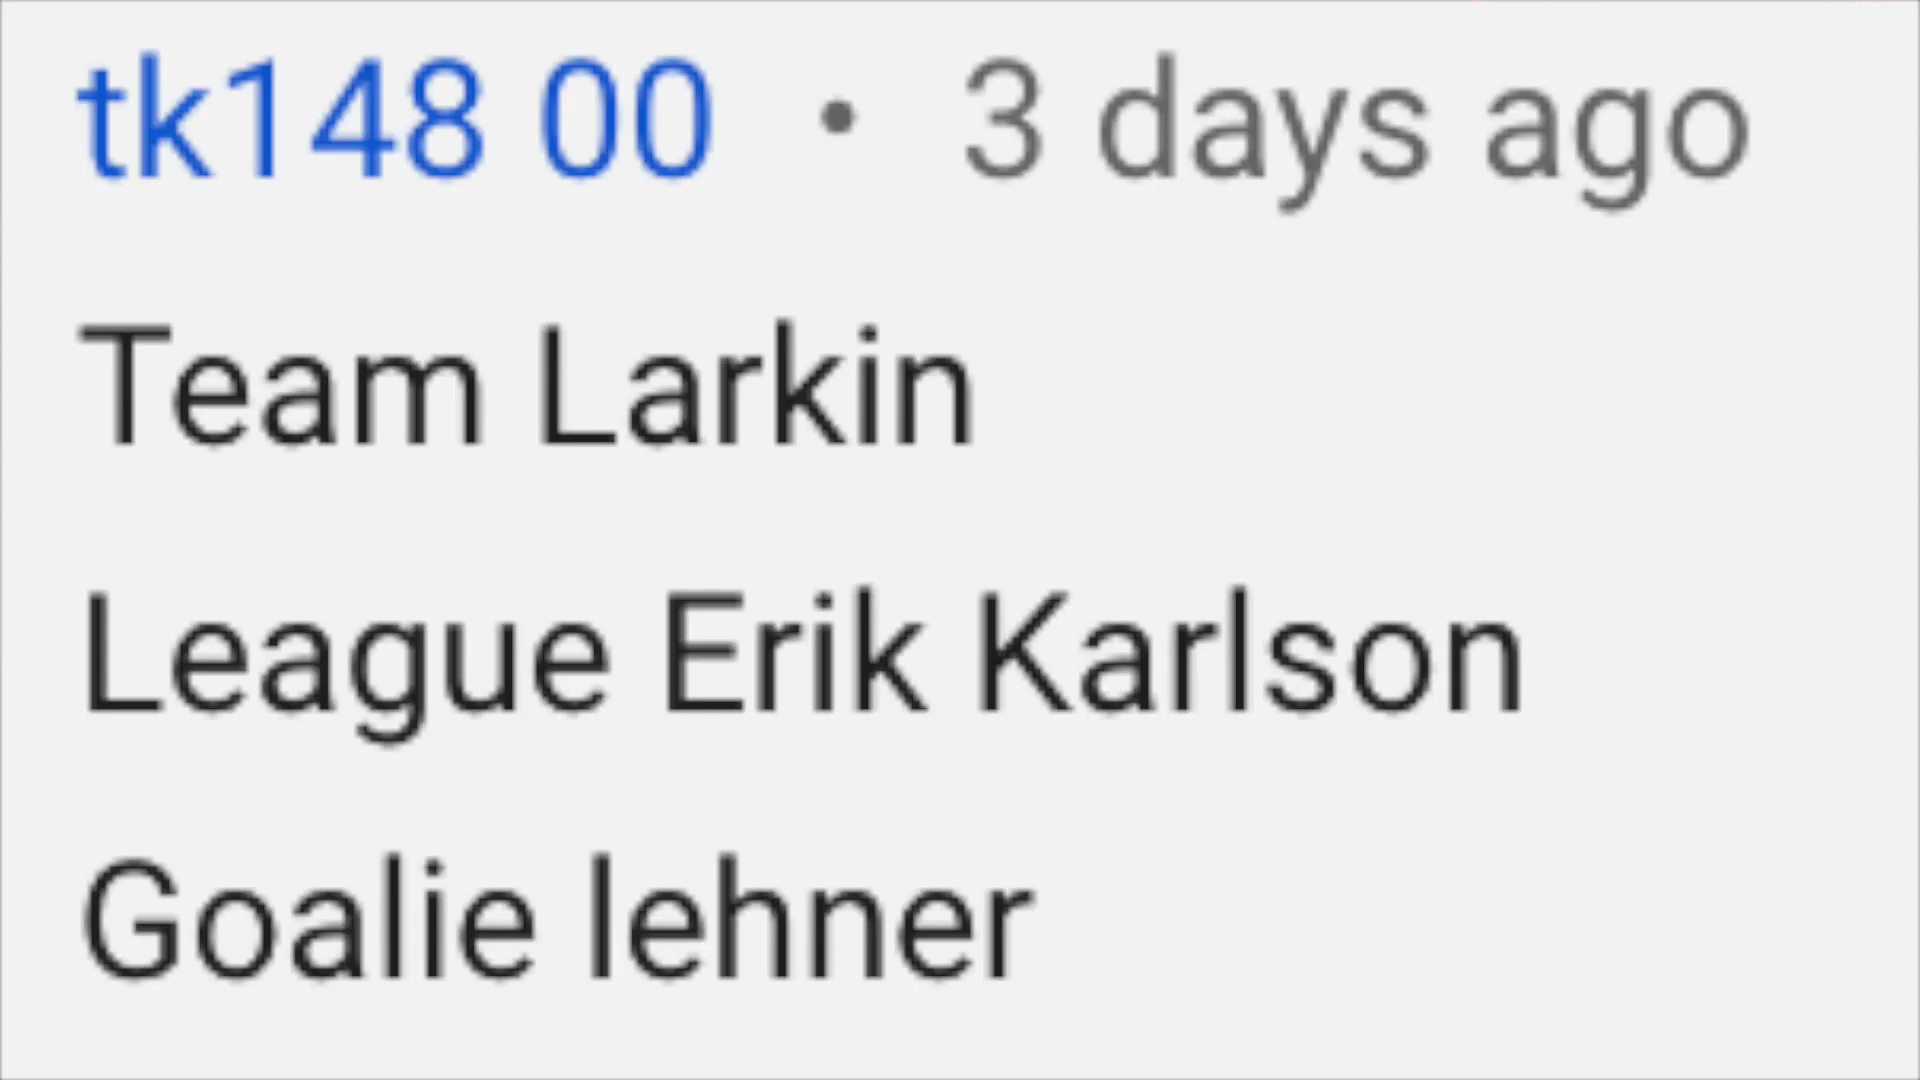 tk148 00 • 3 days ago
Team Larkin
League Erik Karlson
Goalie lehner